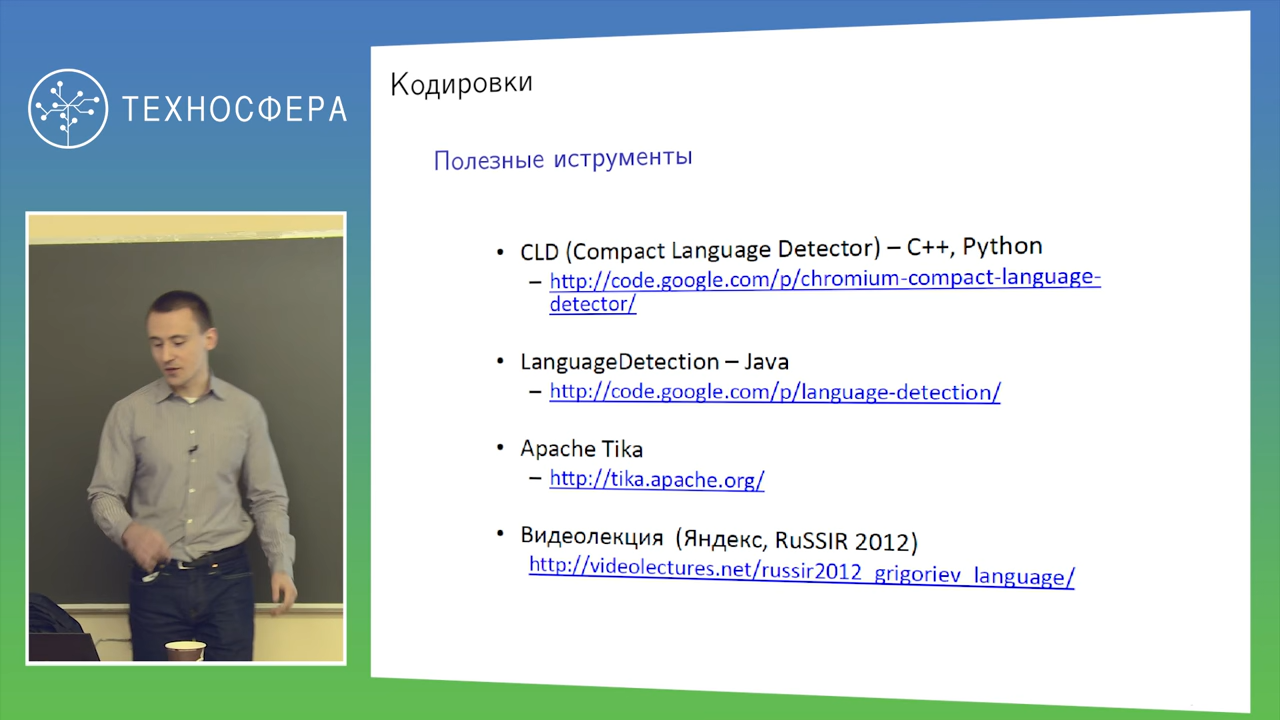 ТЕХНОСФЕРА
Кодировки
Полезные иструменты
• CLD (Compact Language Detector) – C++, Python
– http://code.google.com/p/chromium-compact-language-
detector/
• LanguageDetection – Java
– http://code.google.com/p/language-detection/
• Apache Tika
– http://tika.apache.org/
• Видеолекция (Яндекс, RuSSIR 2012)
http://videolectures.net/russir2012_grigoriev_language/